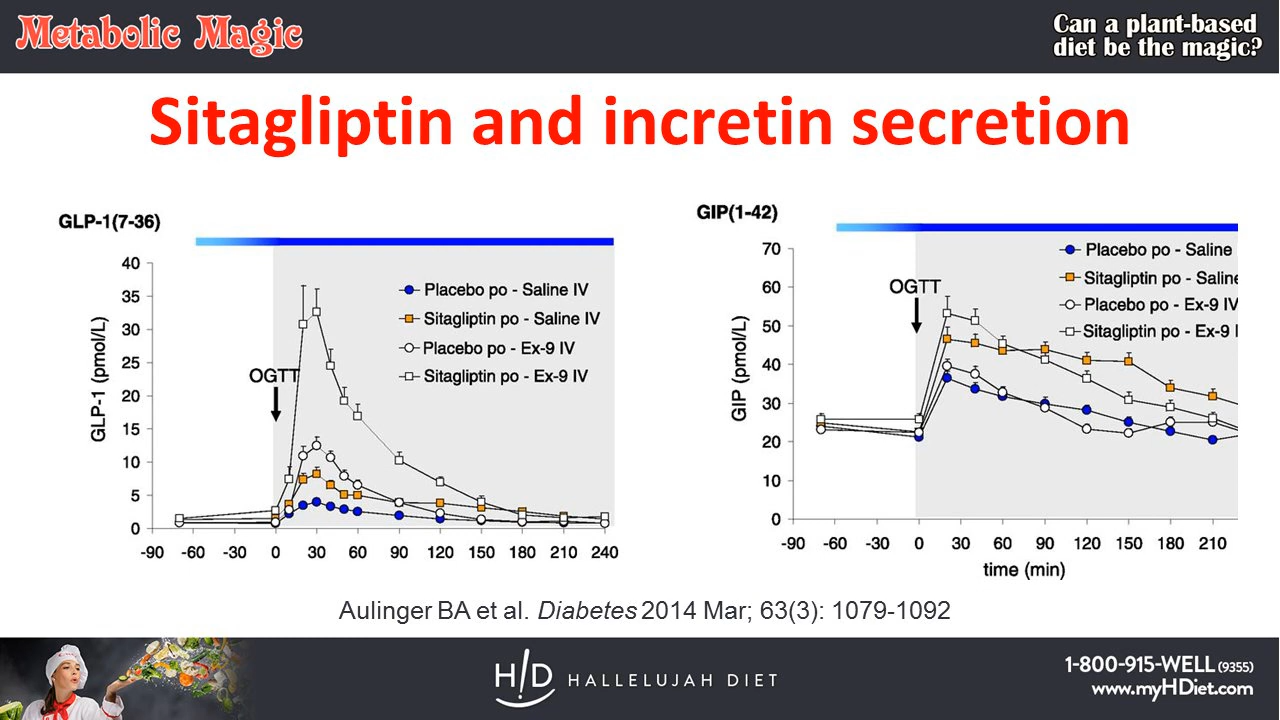 Metabolic Magic
Can a plant-based
diet be the magic?
Sitagliptin and incretin secretion
GLP-1(7-36)
40
35
30
25
20
15
10
5
0
GLP-1 (pmol/L)
OGTT
Placebo po - Saline IV
Sitagliptin po - Saline IV
Placebo po - Ex-9 IV
Sitagliptin po - Ex-9 IV
-90 -60 -30 0 30 60 90 120 150 180 210 240
GIP(1-42)
70
60
50
40
30
20
10
0
GIP (pmol/L)
OGTT
Placebo po - Saline
Sitagliptin po - Saline
Placebo po - Ex-9 IV
Sitagliptin po - Ex-9 I
-90 -60 -30 0 30 60 90 120 150 180 210
time (min)
Aulinger BA et al. Diabetes 2014 Mar; 63(3): 1079-1092
H!D HALLELUJAH DIET
1-800-915-WELL (9355)
www.myHDiet.com